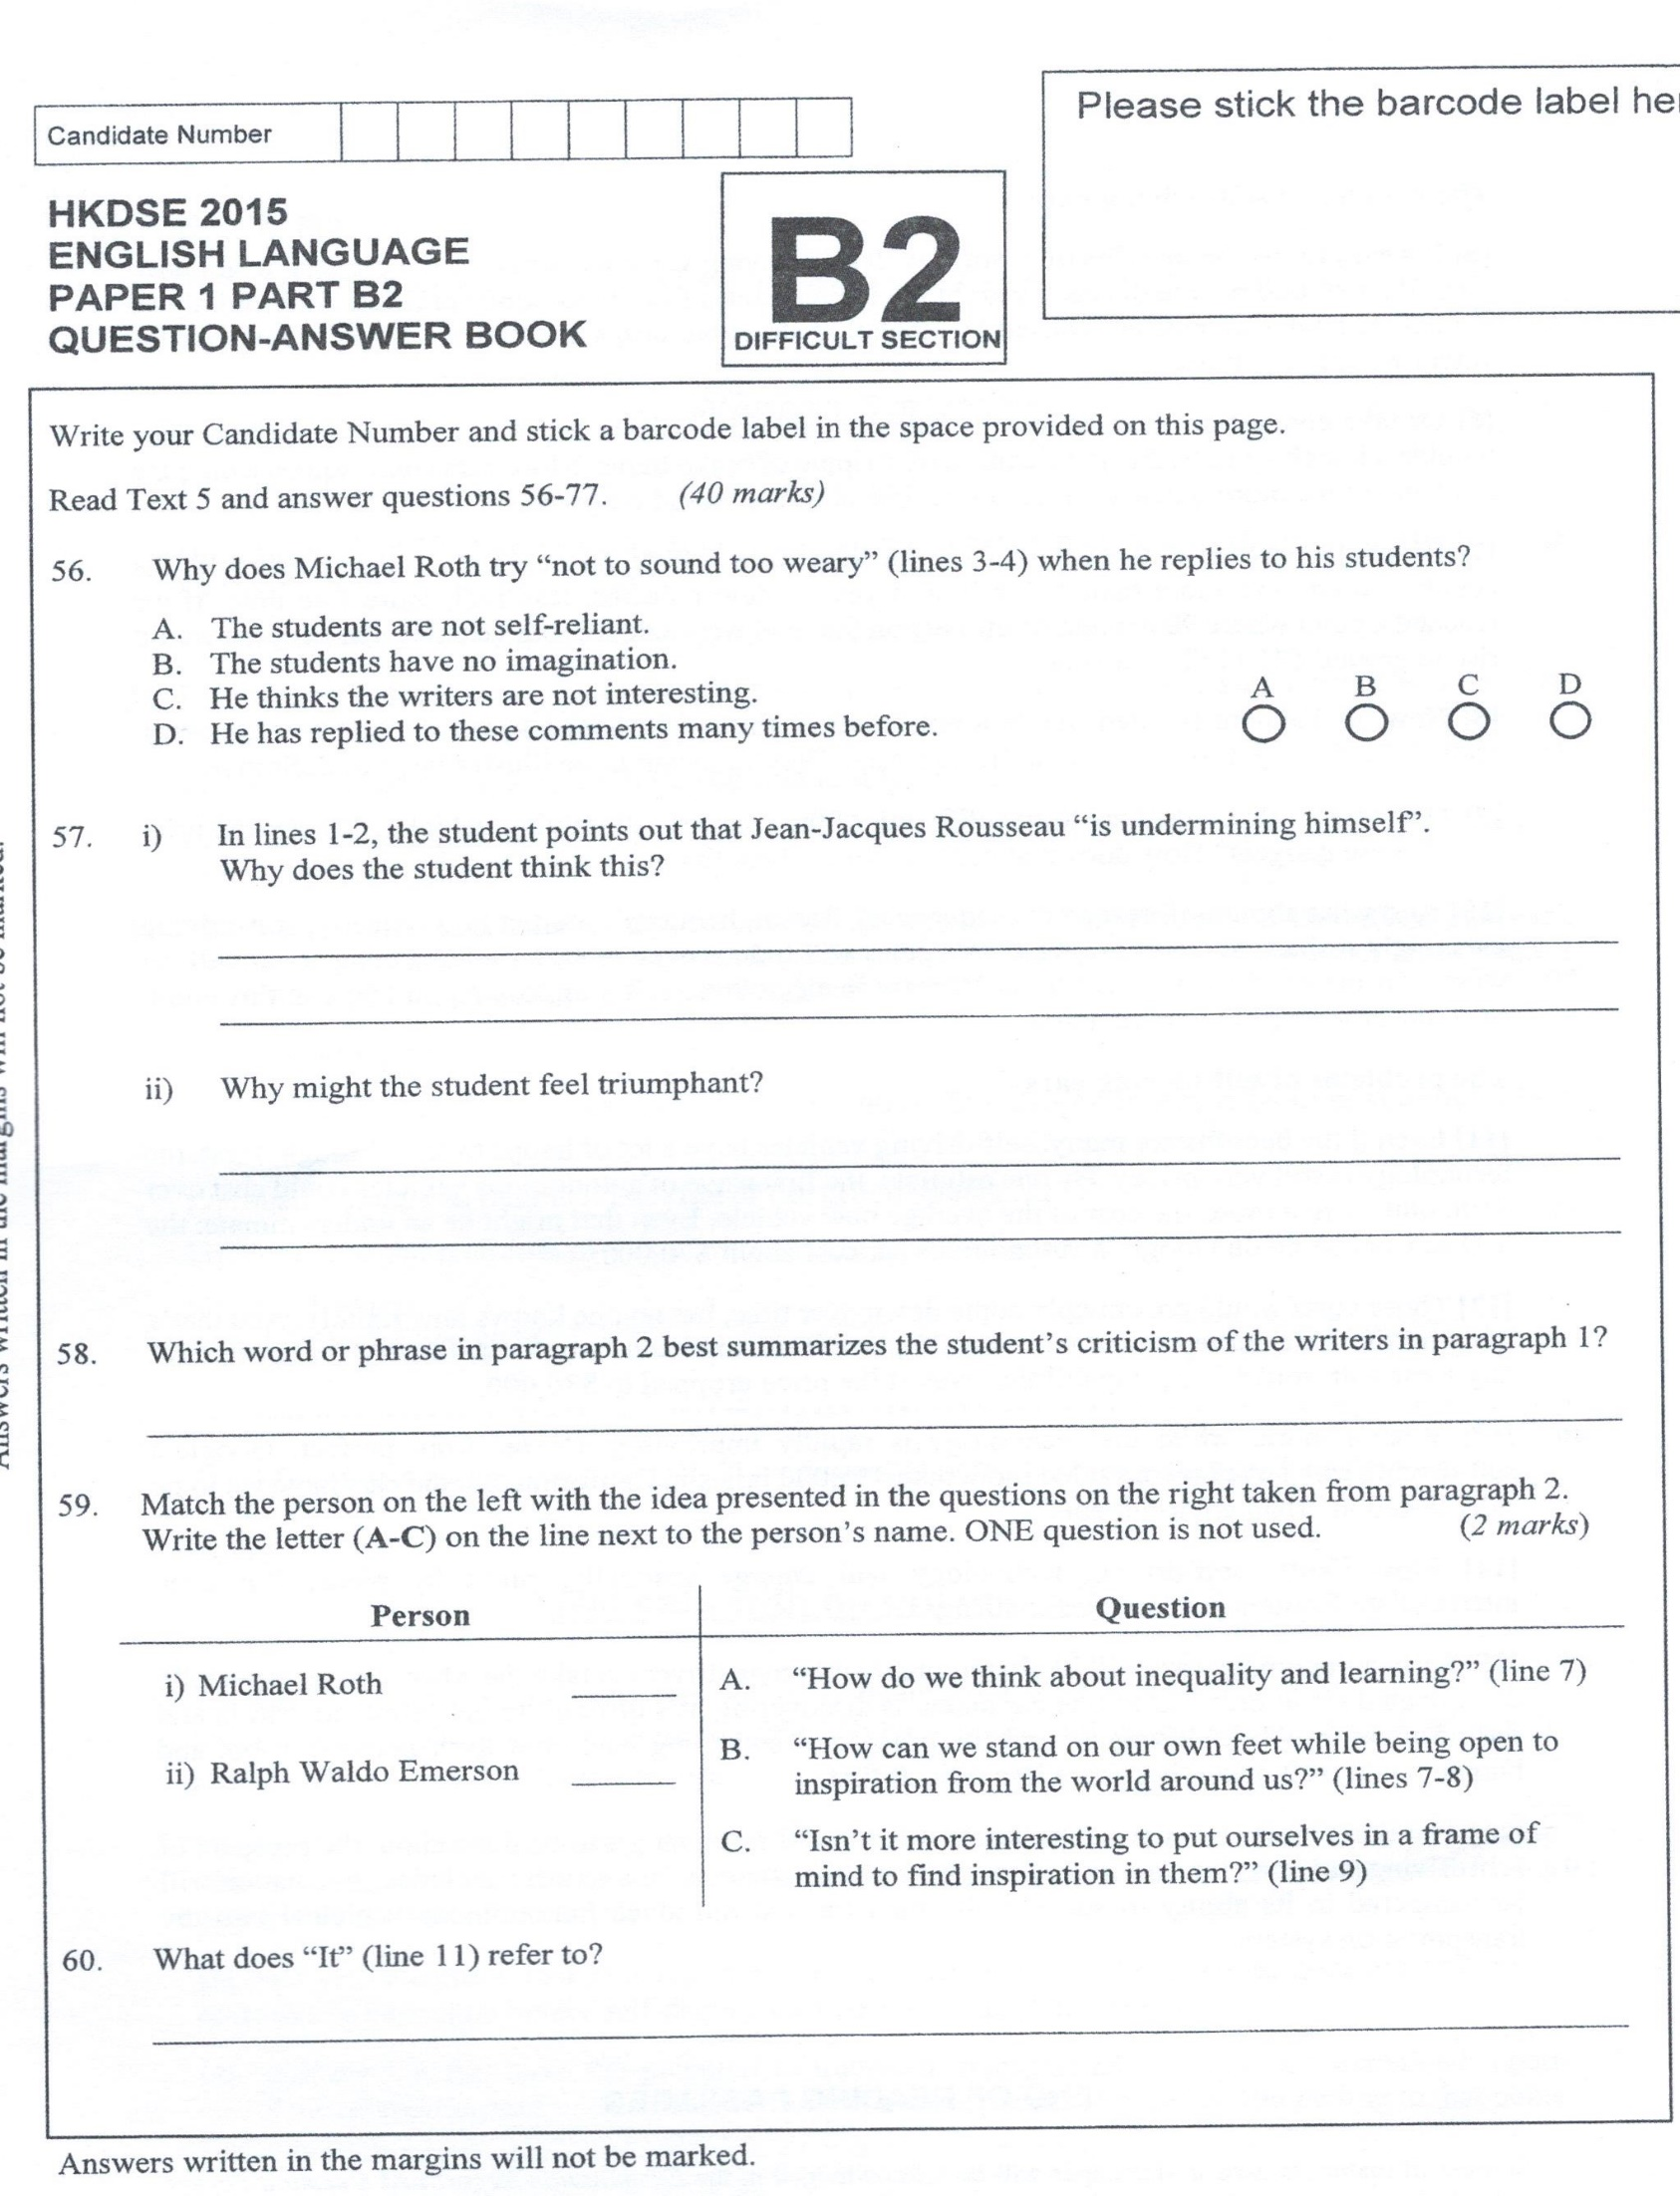 Candidate Number
Please stick the barcode label
HKDSE 2015
ENGLISH LANGUAGE
PAPER 1 PART B2
QUESTION-ANSWER BOOK
B2
DIFFICULT SECTION
Write your Candidate Number and stick a barcode label in the space provided on this page.
Read Text 5 and answer questions 56-77. (40 marks)
56. Why does Michael Roth try “not to sound too weary” (lines 3-4) when he replies to his students?
A. The students are not self-reliant.
B. The students have no imagination.
C. He thinks the writers are not interesting.
D. He has replied to these comments many times before.
A B C D
57. i) In lines 1-2, the student points out that Jean-Jacques Rousseau “is undermining himself”.
Why does the student think this?
ii) Why might the student feel triumphant?
58. Which word or phrase in paragraph 2 best summarizes the student’s criticism of the writers in paragraph 1?
59. Match the person on the left with the idea presented in the questions on the right taken from paragraph 2.
Write the letter (A-C) on the line next to the person’s name. ONE question is not used. (2 marks)
Person Question
i) Michael Roth
A. “How do we think about inequality and learning?” (line 7)
ii) Ralph Waldo Emerson
B. “How can we stand on our own feet while being open to
inspiration from the world around us?” (lines 7-8)
C. “Isn’t it more interesting to put ourselves in a frame of
mind to find inspiration in them?” (line 9)
60. What does “It” (line 11) refer to?
Answers written in the margins will not be marked.